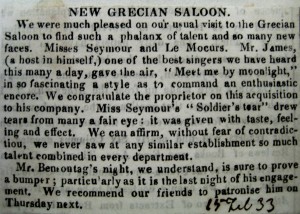 NEW GRECIAN SALOON.
We were much pleased on our usual visit to the Grecian
Saloon to find such a phalanx of talent and so many new
faces. Misses Seymour and Le Moeurs. Mr. James,
(a host in himself,) one of the best singers we have heard
this many a day, gave the air, "Meet me by moonlight,"
in so fascinating a style as to command an enthusiastic
encore. We congratulate the proprietor on this acquisition
to his company. Miss Seymour's "Soldier's tear" drew
tears from many a fair eye: it was given with taste, feel-
ing and effect. We can affirm, without fear of contradic-
tion, we never saw at any similar establishment so much
talent combined in every department.
Mr. Bemontag's night, we understand, is sure to prove
a bumper; particularly as it is the last night of his engage-
ment. We recommend our friends to patronise him on
Thursday next.
15 Feb 33